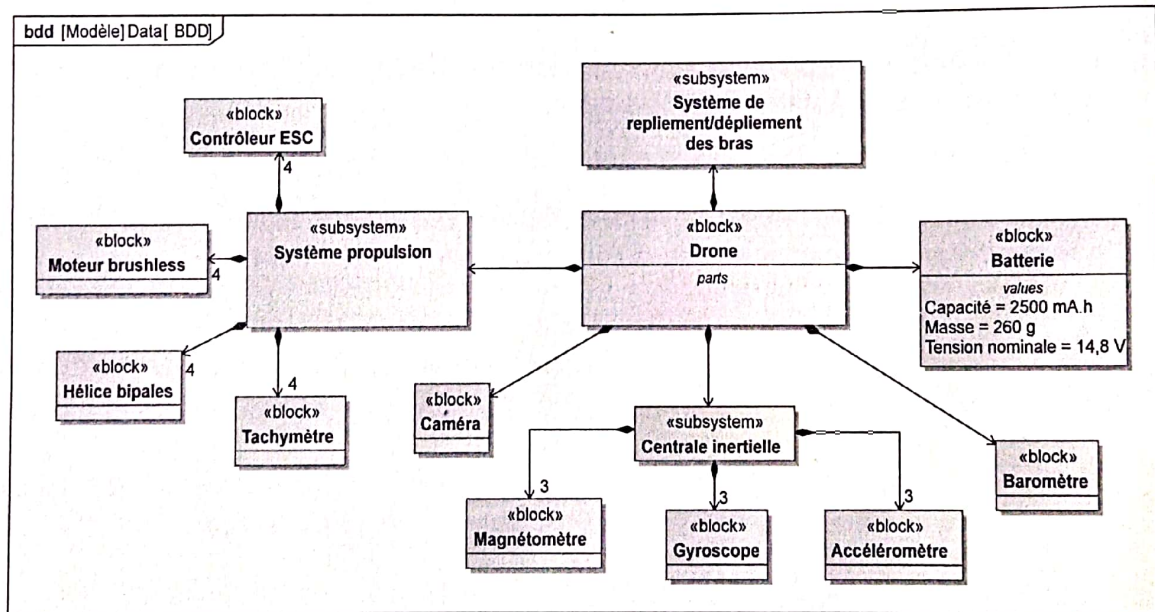 bdd [Modèle] Data[ BDD]
«subsystem»
Système de
repliement/dépliement
des bras
«block»
Contrôleur ESC
4
«subsystem»
Système propulsion
«block»
Drone
parts
«block»
Batterie
values
Capacité = 2500 mA.h
Masse = 260 g
Tension nominale = 14,8 V
«block»
Moteur brushless
4
«block»
Hélice bipales
4
4
«block»
Tachymètre
«block»
Caméra
«subsystem»
Centrale inertielle
«block»
Baromètre
3
«block»
Magnétomètre
3
«block»
Gyroscope
3
«block»
Accéléromètre